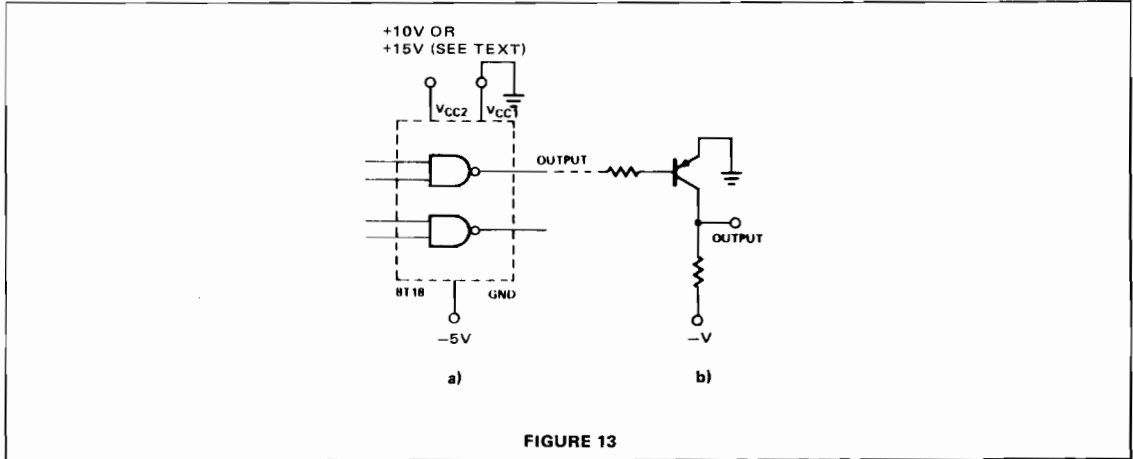 +10V OR
+15V (SEE TEXT)
VCC2
VCC1
OUTPUT
OUTPUT
8T18
GND
−5V
−V
a)
b)
FIGURE 13